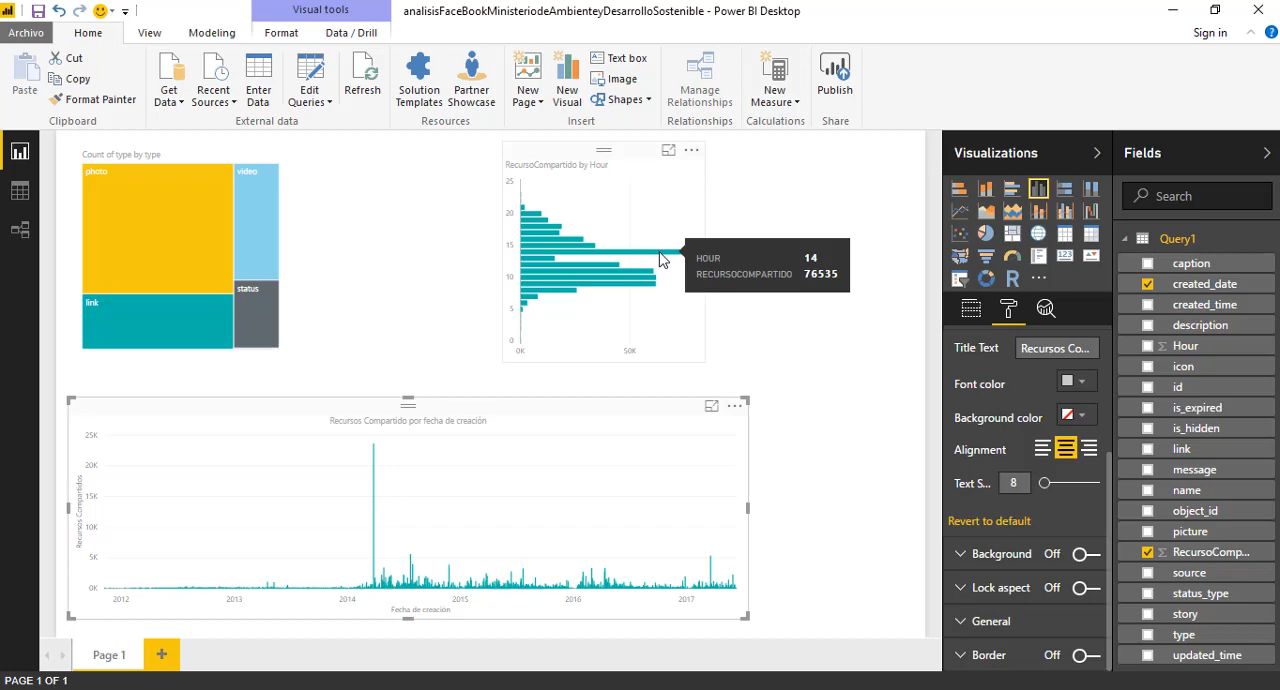 Visual tools
analisisFaceBookMinisteriodeAmbienteyDesarrolloSostenible - Power BI Desktop
Archivo
Home
View
Modeling
Format
Data / Drill
Sign in
Paste
Cut
Copy
Format Painter
Clipboard
Get Data
Recent Sources
Enter Data
Edit Queries
External data
Refresh
Solution Templates
Partner Showcase
Resources
New Page
New Visual
Text box
Image
Shapes
Insert
Manage Relationships
Relationships
New Measure
Calculations
Publish
Share
Count of type by type
photo
video
link
status
RecursoCompartido by Hour
25
20
15
10
5
0
0K
50K
HOUR 14
RECURSOCOMPARTIDO 76535
Recursos Compartido por fecha de creación
Recursos Compartidos
25K
20K
15K
10K
5K
0K
2012
2013
2014
2015
2016
2017
Fecha de creación
Visualizations
R
Title Text
Recursos Co...
Font color
Background color
Alignment
Text S...
8
Revert to default
Background Off
Lock aspect Off
General
Border Off
Fields
Search
Query1
caption
created_date
created_time
description
Hour
icon
id
is_expired
is_hidden
link
message
name
object_id
picture
RecursoComp...
source
status_type
story
type
updated_time
Page 1
PAGE 1 OF 1